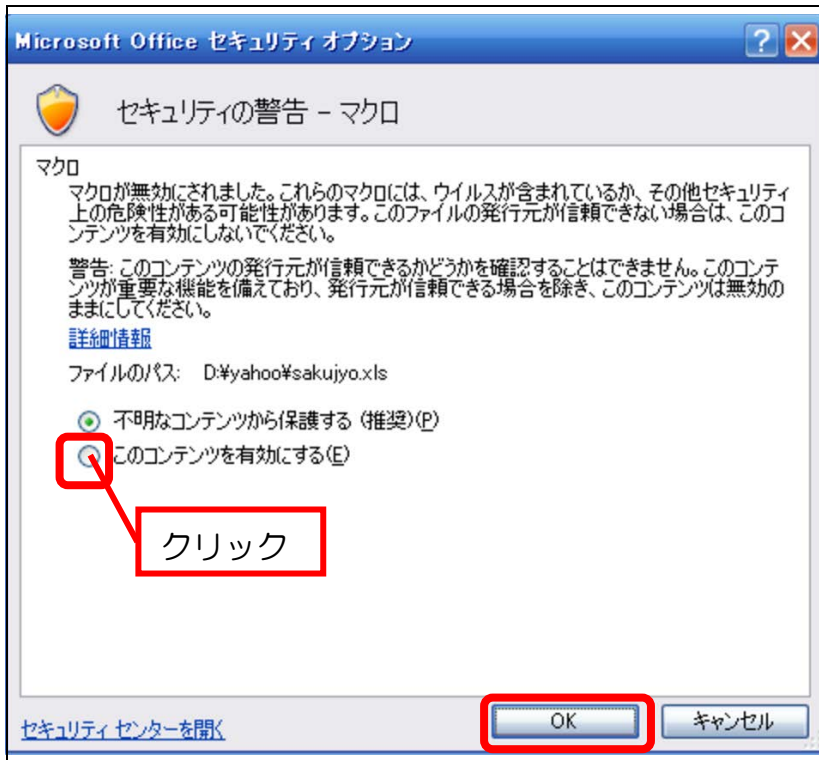 Microsoft Office セキュリティ オプション
セキュリティの警告 - マクロ
マクロ
マクロが無効にされました。これらのマクロには、ウイルスが含まれているか、その他セキュリティ
上の危険性がある可能性があります。このファイルの発行元が信頼できない場合は、このコ
ンテンツを有効にしないでください。
警告: このコンテンツの発行元が信頼できるかどうかを確認することはできません。このコンテ
ンツが重要な機能を備えており、発行元が信頼できる場合を除き、このコンテンツは無効の
ままにしてください。
詳細情報
ファイルのパス: D:¥yahoo¥sakujyo.xls
不明なコンテンツから保護する (推奨)(P)
このコンテンツを有効にする(E)
クリック
セキュリティ センターを開く OK キャンセル